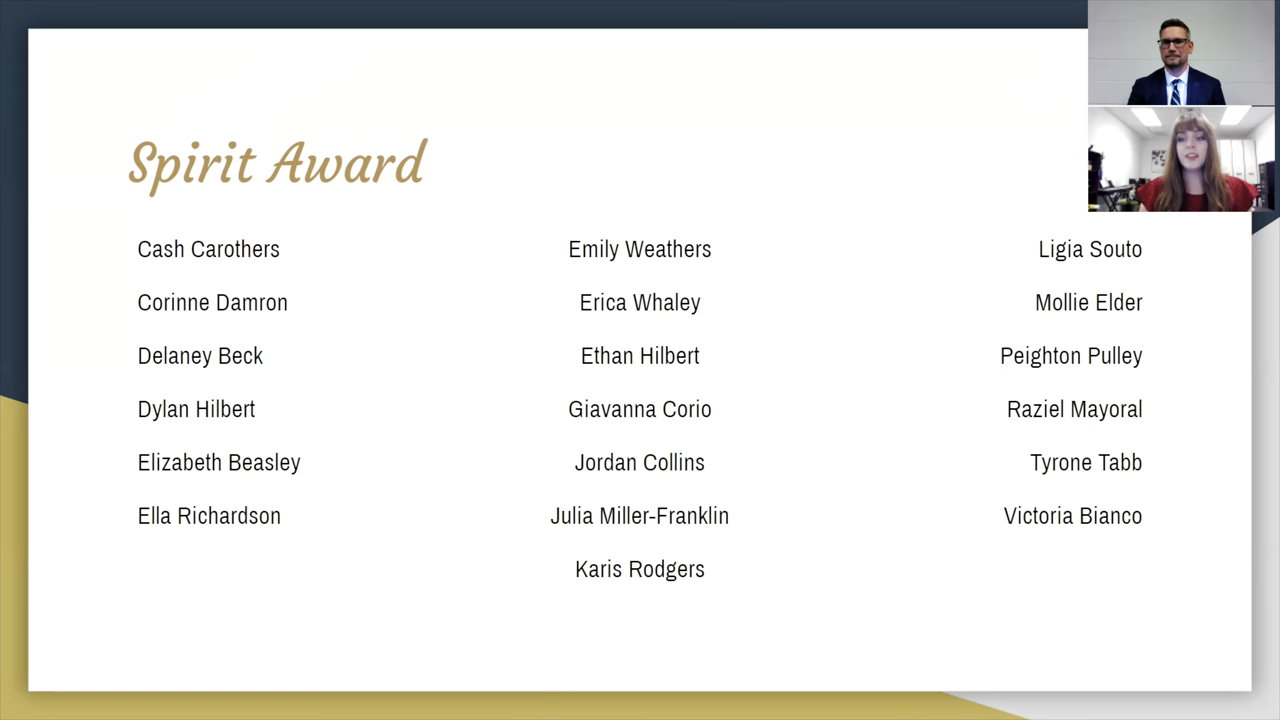 Spirit Award
Cash Carothers
Corinne Damron
Delaney Beck
Dylan Hilbert
Elizabeth Beasley
Ella Richardson
Emily Weathers
Erica Whaley
Ethan Hilbert
Giavanna Corio
Jordan Collins
Julia Miller-Franklin
Karis Rodgers
Ligia Souto
Mollie Elder
Peighton Pulley
Raziel Mayoral
Tyrone Tabb
Victoria Bianco